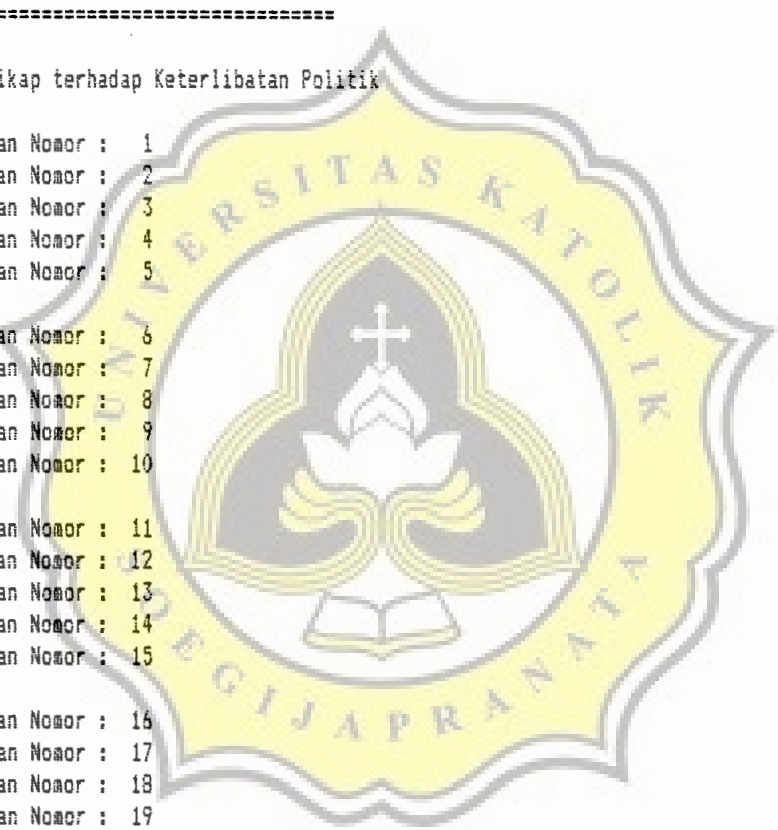 ==============================
ikap terhadap Keterlibatan Politik
an Nomor : 1
an Nomor : 2
an Nomor : 3
an Nomor : 4
an Nomor : 5
an Nomor : 6
an Nomor : 7
an Nomor : 8
an Nomor : 9
an Nomor : 10
an Nomor : 11
an Nomor : 12
an Nomor : 13
an Nomor : 14
an Nomor : 15
an Nomor : 16
an Nomor : 17
an Nomor : 18
an Nomor : 19
UNIVERSITAS KATOLIK
SOEGIJAPRANATA